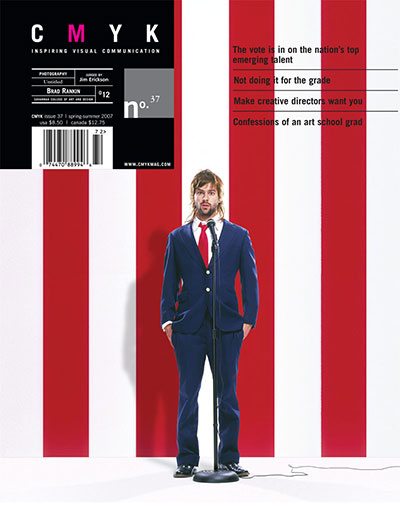 CMYK
INSPIRING VISUAL COMMUNICATION
PHOTOGRAPHY
Untitled
BRAD RANKIN
SAVANNAH COLLEGE OF ART AND DESIGN
JUDGED BY
Jim Erickson
º12
nº. 37
CMYK issue 37 | spring-summer 2007
usa $8.50 | canada $12.75
72>
WWW.CMYKMAG.COM
The vote is in on the nation's top
emerging talent
Not doing it for the grade
Make creative directors want you
Confessions of an art school grad